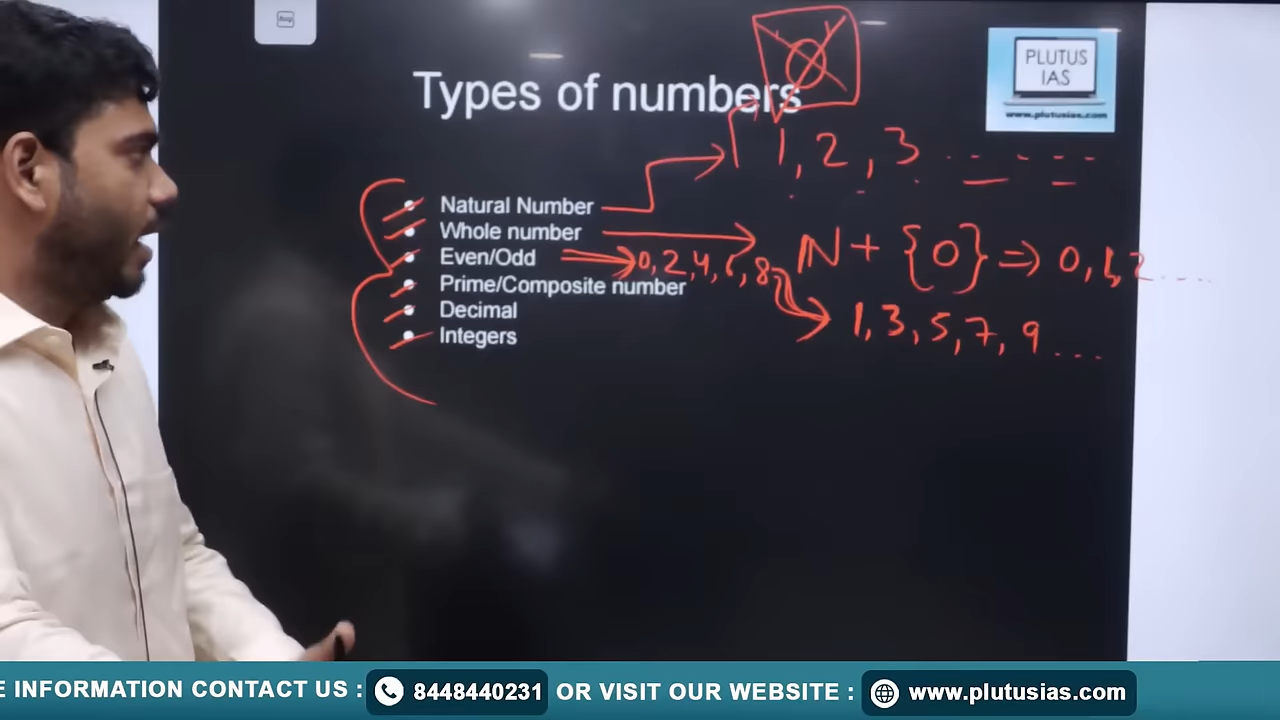 Types of numbers
PLUTUS
IAS
www.plutusias.com
0
1, 2, 3 ......
Natural Number
Whole number
N + {0} ⇒ 0, 1, 2 ....
Even/Odd
0, 2, 4, 6, 8
Prime/Composite number
1, 3, 5, 7, 9 ....
Decimal
Integers
E INFORMATION CONTACT US : 8448440231 OR VISIT OUR WEBSITE : www.plutusias.com